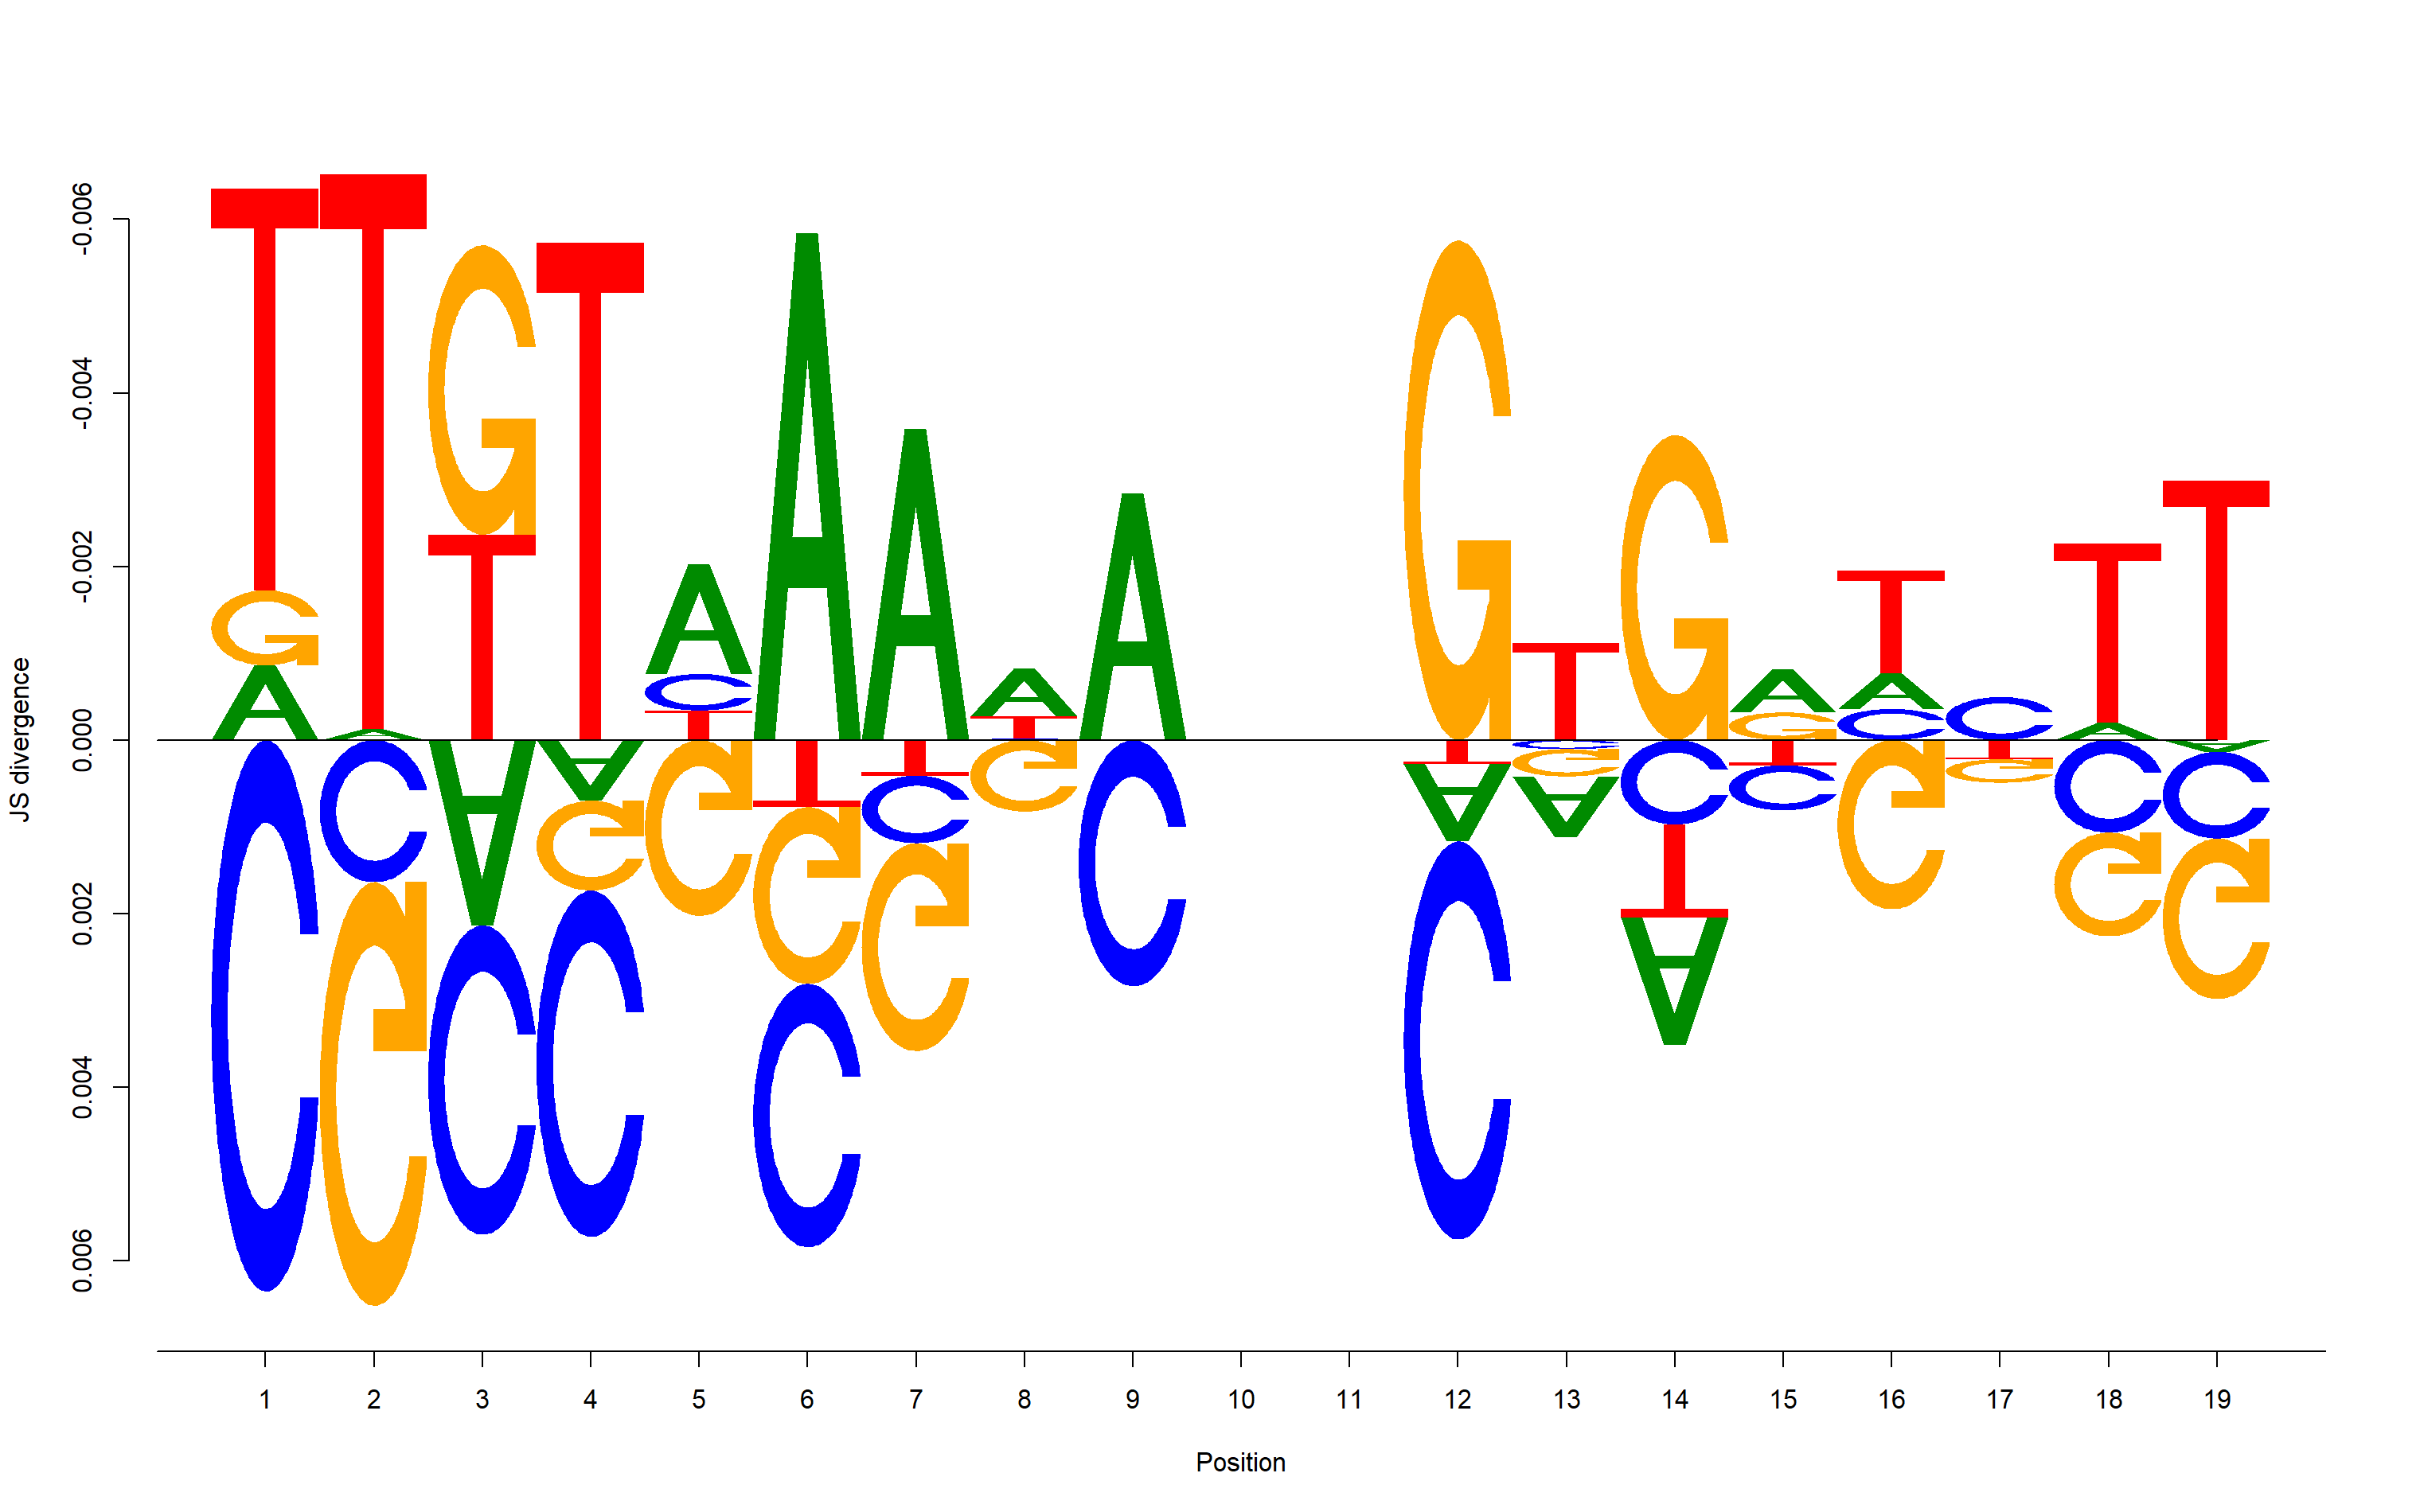 JS divergence
-0.006
-0.004
-0.002
0.000
0.002
0.004
0.006
T T G T A A A A A G T G A T C T T
G T C T A G A A
A A T C
C C A A G T T G C T C C T G T C A
G A G C G C A G T C G C C
C C C C G C A G G
1 2 3 4 5 6 7 8 9 10 11 12 13 14 15 16 17 18 19
Position